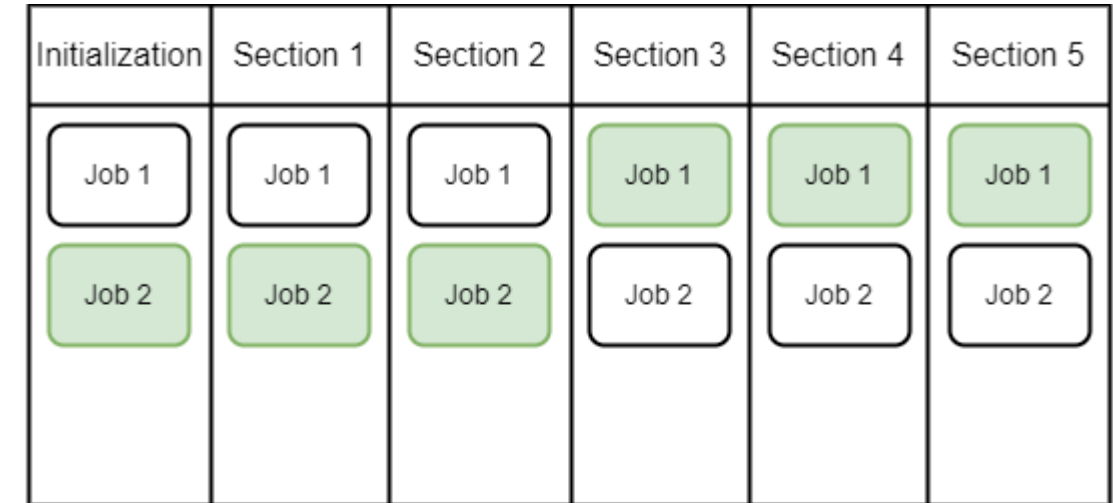 Initialization Section 1 Section 2 Section 3 Section 4 Section 5
Job 1 Job 1 Job 1 Job 1 Job 1 Job 1
Job 2 Job 2 Job 2 Job 2 Job 2 Job 2